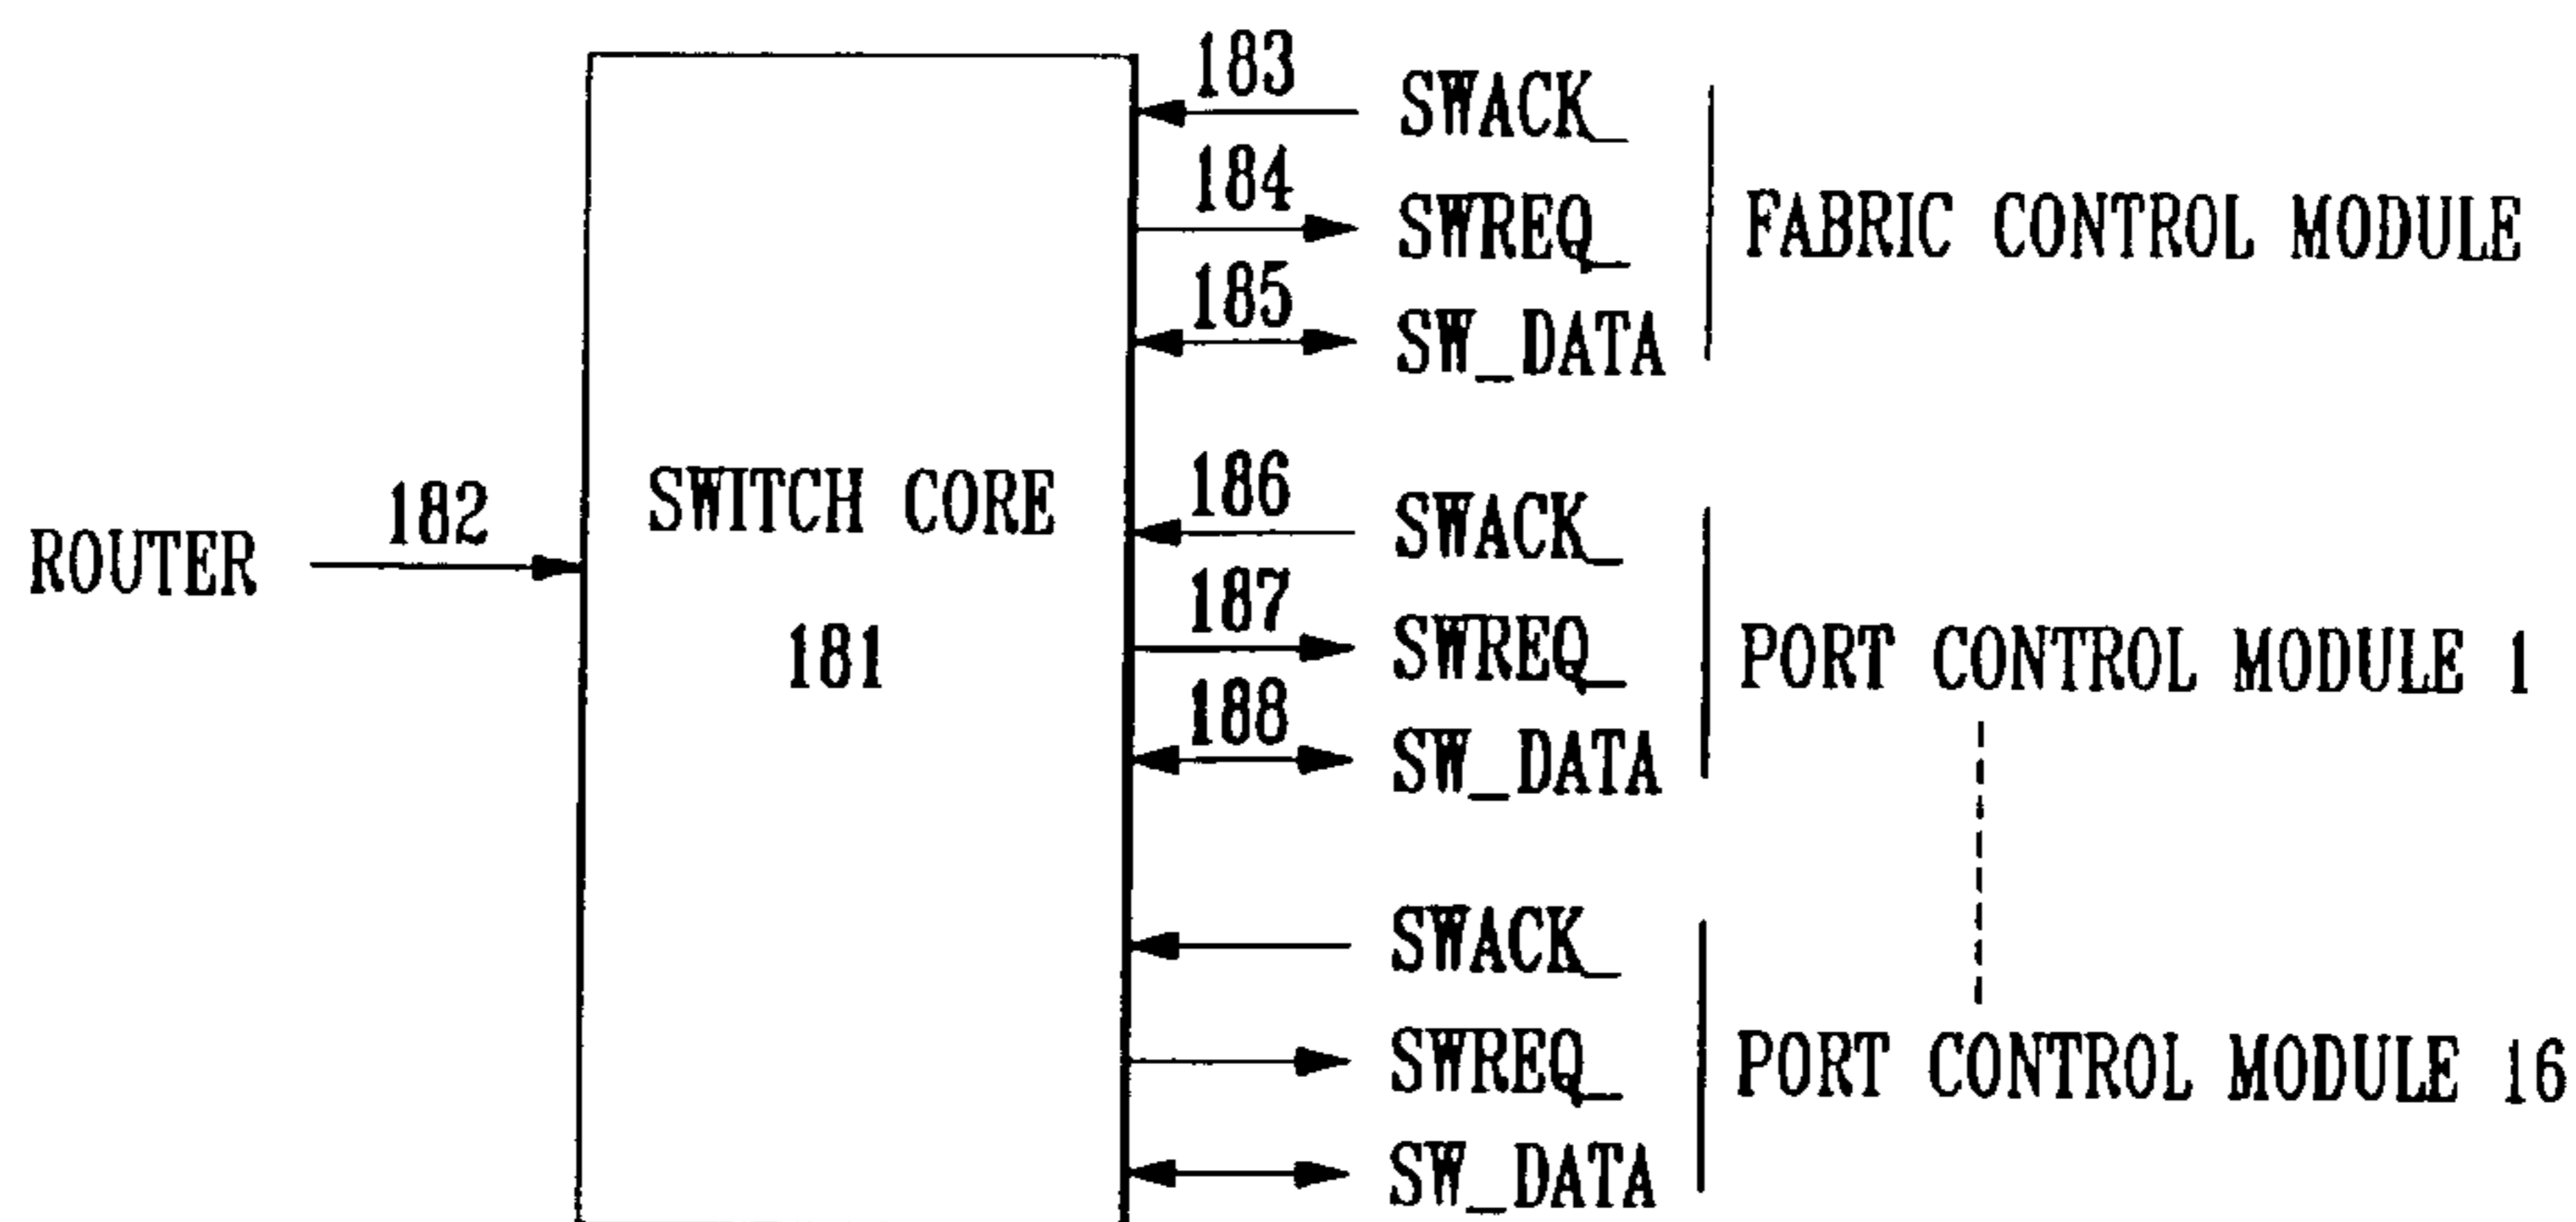 183
SWACK_
184
SWREQ_
FABRIC CONTROL MODULE
185
SW_DATA
ROUTER
182
SWITCH CORE
181
186
SWACK_
187
SWREQ_
PORT CONTROL MODULE 1
188
SW_DATA
SWACK_
SWREQ_
PORT CONTROL MODULE 16
SW_DATA